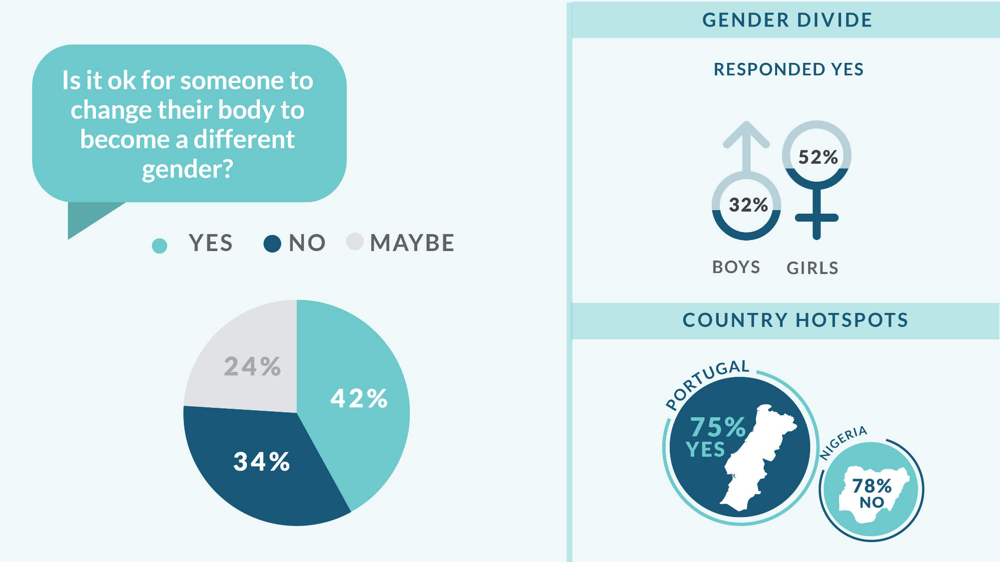 Is it ok for someone to
change their body to
become a different
gender?
YES NO MAYBE
24%
42%
34%
GENDER DIVIDE
RESPONDED YES
52%
32%
BOYS GIRLS
COUNTRY HOTSPOTS
PORTUGAL
75%
YES
NIGERIA
78%
NO